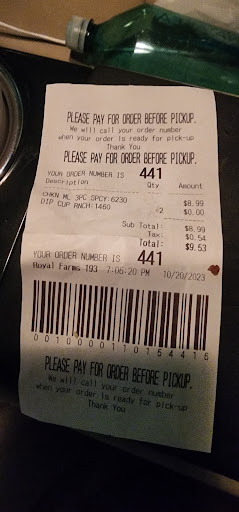 PLEASE PAY FOR ORDER BEFORE PICKUP.
We will call your order number
when your order is ready for pick-up
Thank You
PLEASE PAY FOR ORDER BEFORE PICKUP.
YOUR ORDER NUMBER IS 441
Description Qty Amount
CHKN ML 3PC SPCY:6230 $8.99
DIP CUP RNCH:1460 2 $0.00
Sub Total: $8.99
Tax: $0.54
Total: $9.53
YOUR ORDER NUMBER IS 441
Royal Farms 193 7:06:20 PM 10/20/2023
0010000110154415
PLEASE PAY FOR ORDER BEFORE PICKUP.
We will call your order number
when your order is ready for pick-up
Thank You